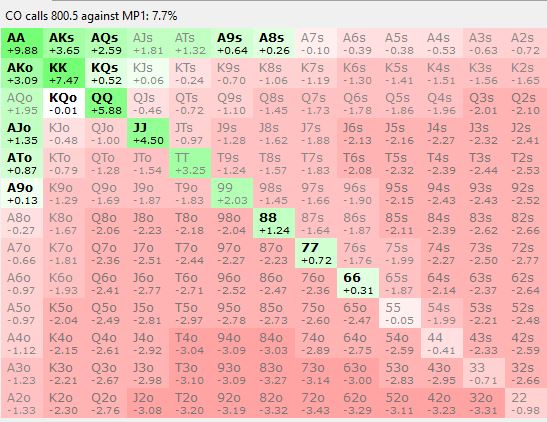 CO calls 800.5 against MP1: 7.7%
AA AKs AQs AJs ATs A9s A8s A7s A6s A5s A4s A3s A2s
+9.88 +3.65 +2.59 +1.81 +1.32 +0.64 +0.26 -0.10 -0.39 -0.38 -0.53 -0.63 -0.72
AKo KK KQs KJs KTs K9s K8s K7s K6s K5s K4s K3s K2s
+3.09 +7.47 +0.52 +0.06 -0.24 -0.70 -1.06 -1.19 -1.30 -1.41 -1.51 -1.56 -1.65
AQo KQo QQ QJs QTs Q9s Q8s Q7s Q6s Q5s Q4s Q3s Q2s
+1.95 -0.01 +5.88 -0.46 -0.72 -1.10 -1.45 -1.73 -1.78 -1.86 -1.96 -2.01 -2.10
AJo KJo QJo JJ JTs J9s J8s J7s J6s J5s J4s J3s J2s
+1.35 -0.48 -1.00 +4.50 -0.97 -1.28 -1.62 -1.88 -2.13 -2.16 -2.27 -2.32 -2.41
ATo KTo QTo JTo TT T9s T8s T7s T6s T5s T4s T3s T2s
+0.87 -0.79 -1.28 -1.54 +3.25 -1.24 -1.57 -1.83 -2.08 -2.32 -2.39 -2.44 -2.53
A9o K9o Q9o J9o T9o 99 98s 97s 96s 95s 94s 93s 92s
+0.13 -1.29 -1.69 -1.87 -1.83 +2.03 -1.45 -1.66 -1.90 -2.15 -2.43 -2.43 -2.52
A8o K8o Q8o J8o T8o 98o 88 87s 86s 85s 84s 83s 82s
-0.27 -1.67 -2.06 -2.23 -2.18 -2.04 +1.24 -1.64 -1.87 -2.11 -2.39 -2.62 -2.66
A7o K7o Q7o J7o T7o 97o 87o 77 76s 75s 74s 73s 72s
-0.66 -1.81 -2.36 -2.51 -2.44 -2.27 -2.23 +0.72 -1.76 -1.99 -2.27 -2.50 -2.77
A6o K6o Q6o J6o T6o 96o 86o 76o 66 65s 64s 63s 62s
-0.97 -1.93 -2.41 -2.77 -2.71 -2.52 -2.47 -2.36 +0.31 -1.87 -2.14 -2.37 -2.64
A5o K5o Q5o J5o T5o 95o 85o 75o 65o 55 54s 53s 52s
-0.97 -2.04 -2.49 -2.81 -2.97 -2.78 -2.73 -2.60 -2.47 -0.05 -1.99 -2.21 -2.48
A4o K4o Q4o J4o T4o 94o 84o 74o 64o 54o 44 43s 42s
-1.12 -2.15 -2.61 -2.92 -3.04 -3.09 -3.03 -2.89 -2.75 -2.59 -0.41 -2.33 -2.59
A3o K3o Q3o J3o T3o 93o 83o 73o 63o 53o 43o 33 32s
-1.23 -2.21 -2.67 -2.98 -3.10 -3.09 -3.27 -3.14 -3.00 -2.83 -2.95 -0.71 -2.66
A2o K2o Q2o J2o T2o 92o 82o 72o 62o 52o 42o 32o 22
-1.33 -2.30 -2.76 -3.08 -3.20 -3.19 -3.32 -3.43 -3.29 -3.11 -3.23 -3.31 -0.98